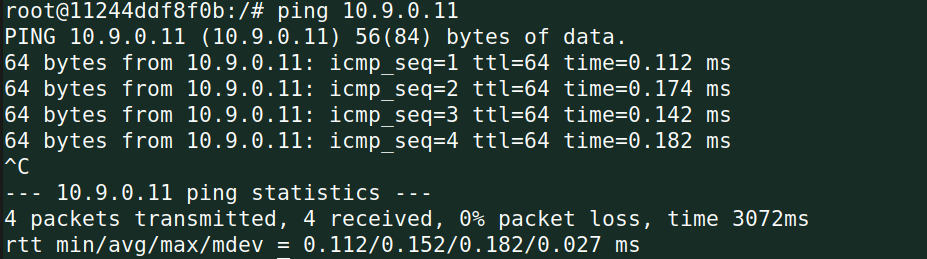 root@11244ddf8f0b:/# ping 10.9.0.11
PING 10.9.0.11 (10.9.0.11) 56(84) bytes of data.
64 bytes from 10.9.0.11: icmp_seq=1 ttl=64 time=0.112 ms
64 bytes from 10.9.0.11: icmp_seq=2 ttl=64 time=0.174 ms
64 bytes from 10.9.0.11: icmp_seq=3 ttl=64 time=0.142 ms
64 bytes from 10.9.0.11: icmp_seq=4 ttl=64 time=0.182 ms
^C
--- 10.9.0.11 ping statistics ---
4 packets transmitted, 4 received, 0% packet loss, time 3072ms
rtt min/avg/max/mdev = 0.112/0.152/0.182/0.027 ms